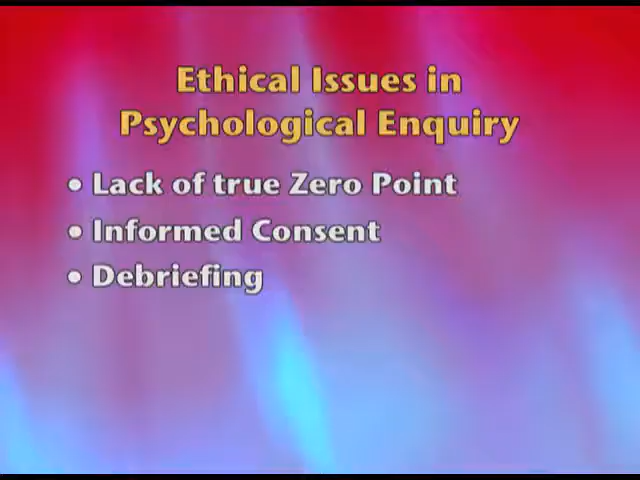 Ethical Issues in
Psychological Enquiry
• Lack of true Zero Point
• Informed Consent
• Debriefing